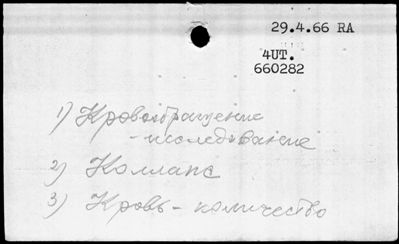 29.4.66 RA
4UT.
660282
1) Кровообращение
- исследование
2) Коллапс
3) Кровь - количество